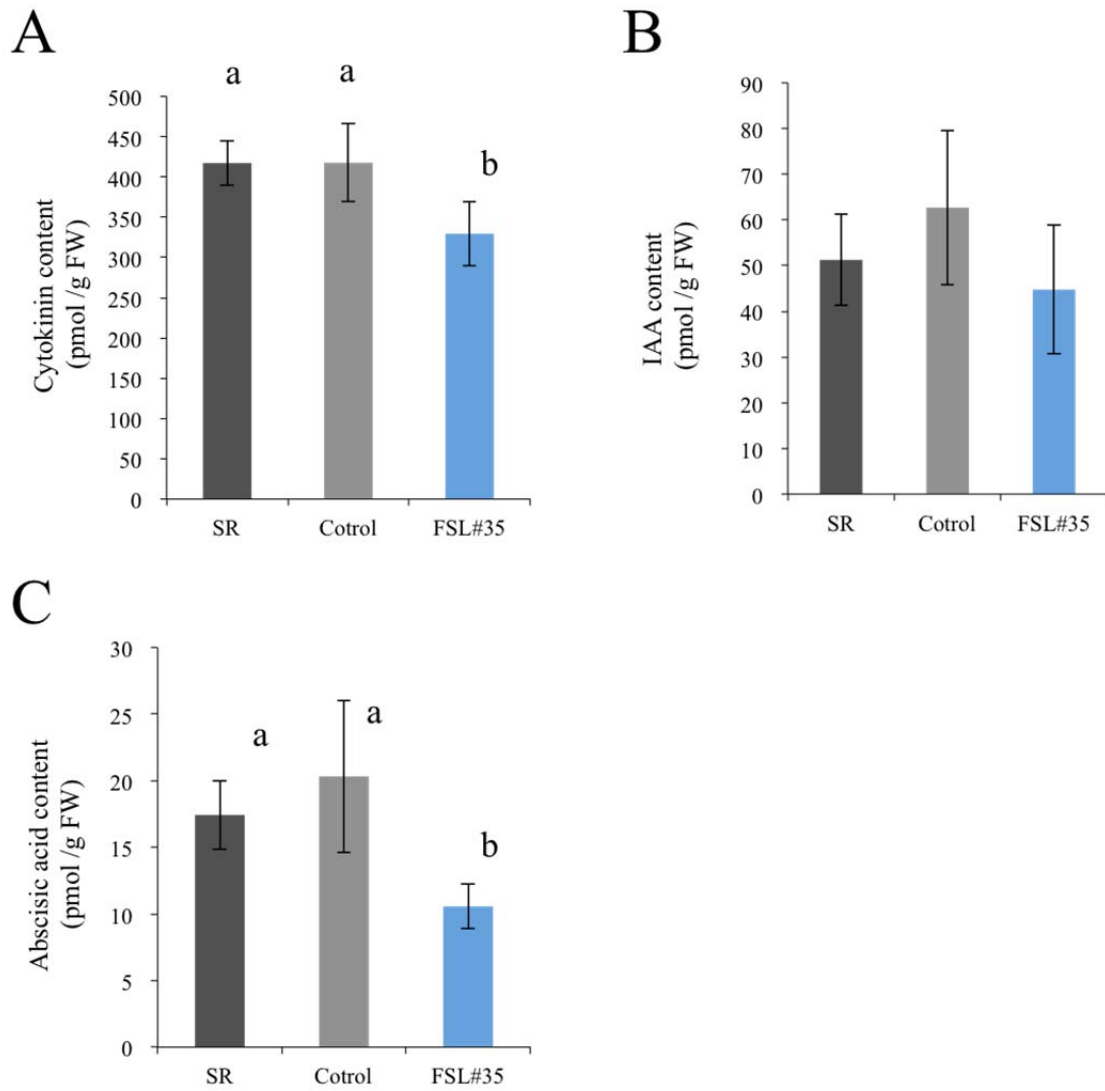 A
a
a
b
500
450
400
350
300
250
200
150
100
50
0
Cytokinin content
(pmol /g FW)
SR
Cotrol
FSL#35
B
90
80
70
60
50
40
30
20
10
0
IAA content
(pmol /g FW)
SR
Cotrol
FSL#35
C
a
a
b
30
25
20
15
10
5
0
Abscisic acid content
(pmol /g FW)
SR
Cotrol
FSL#35